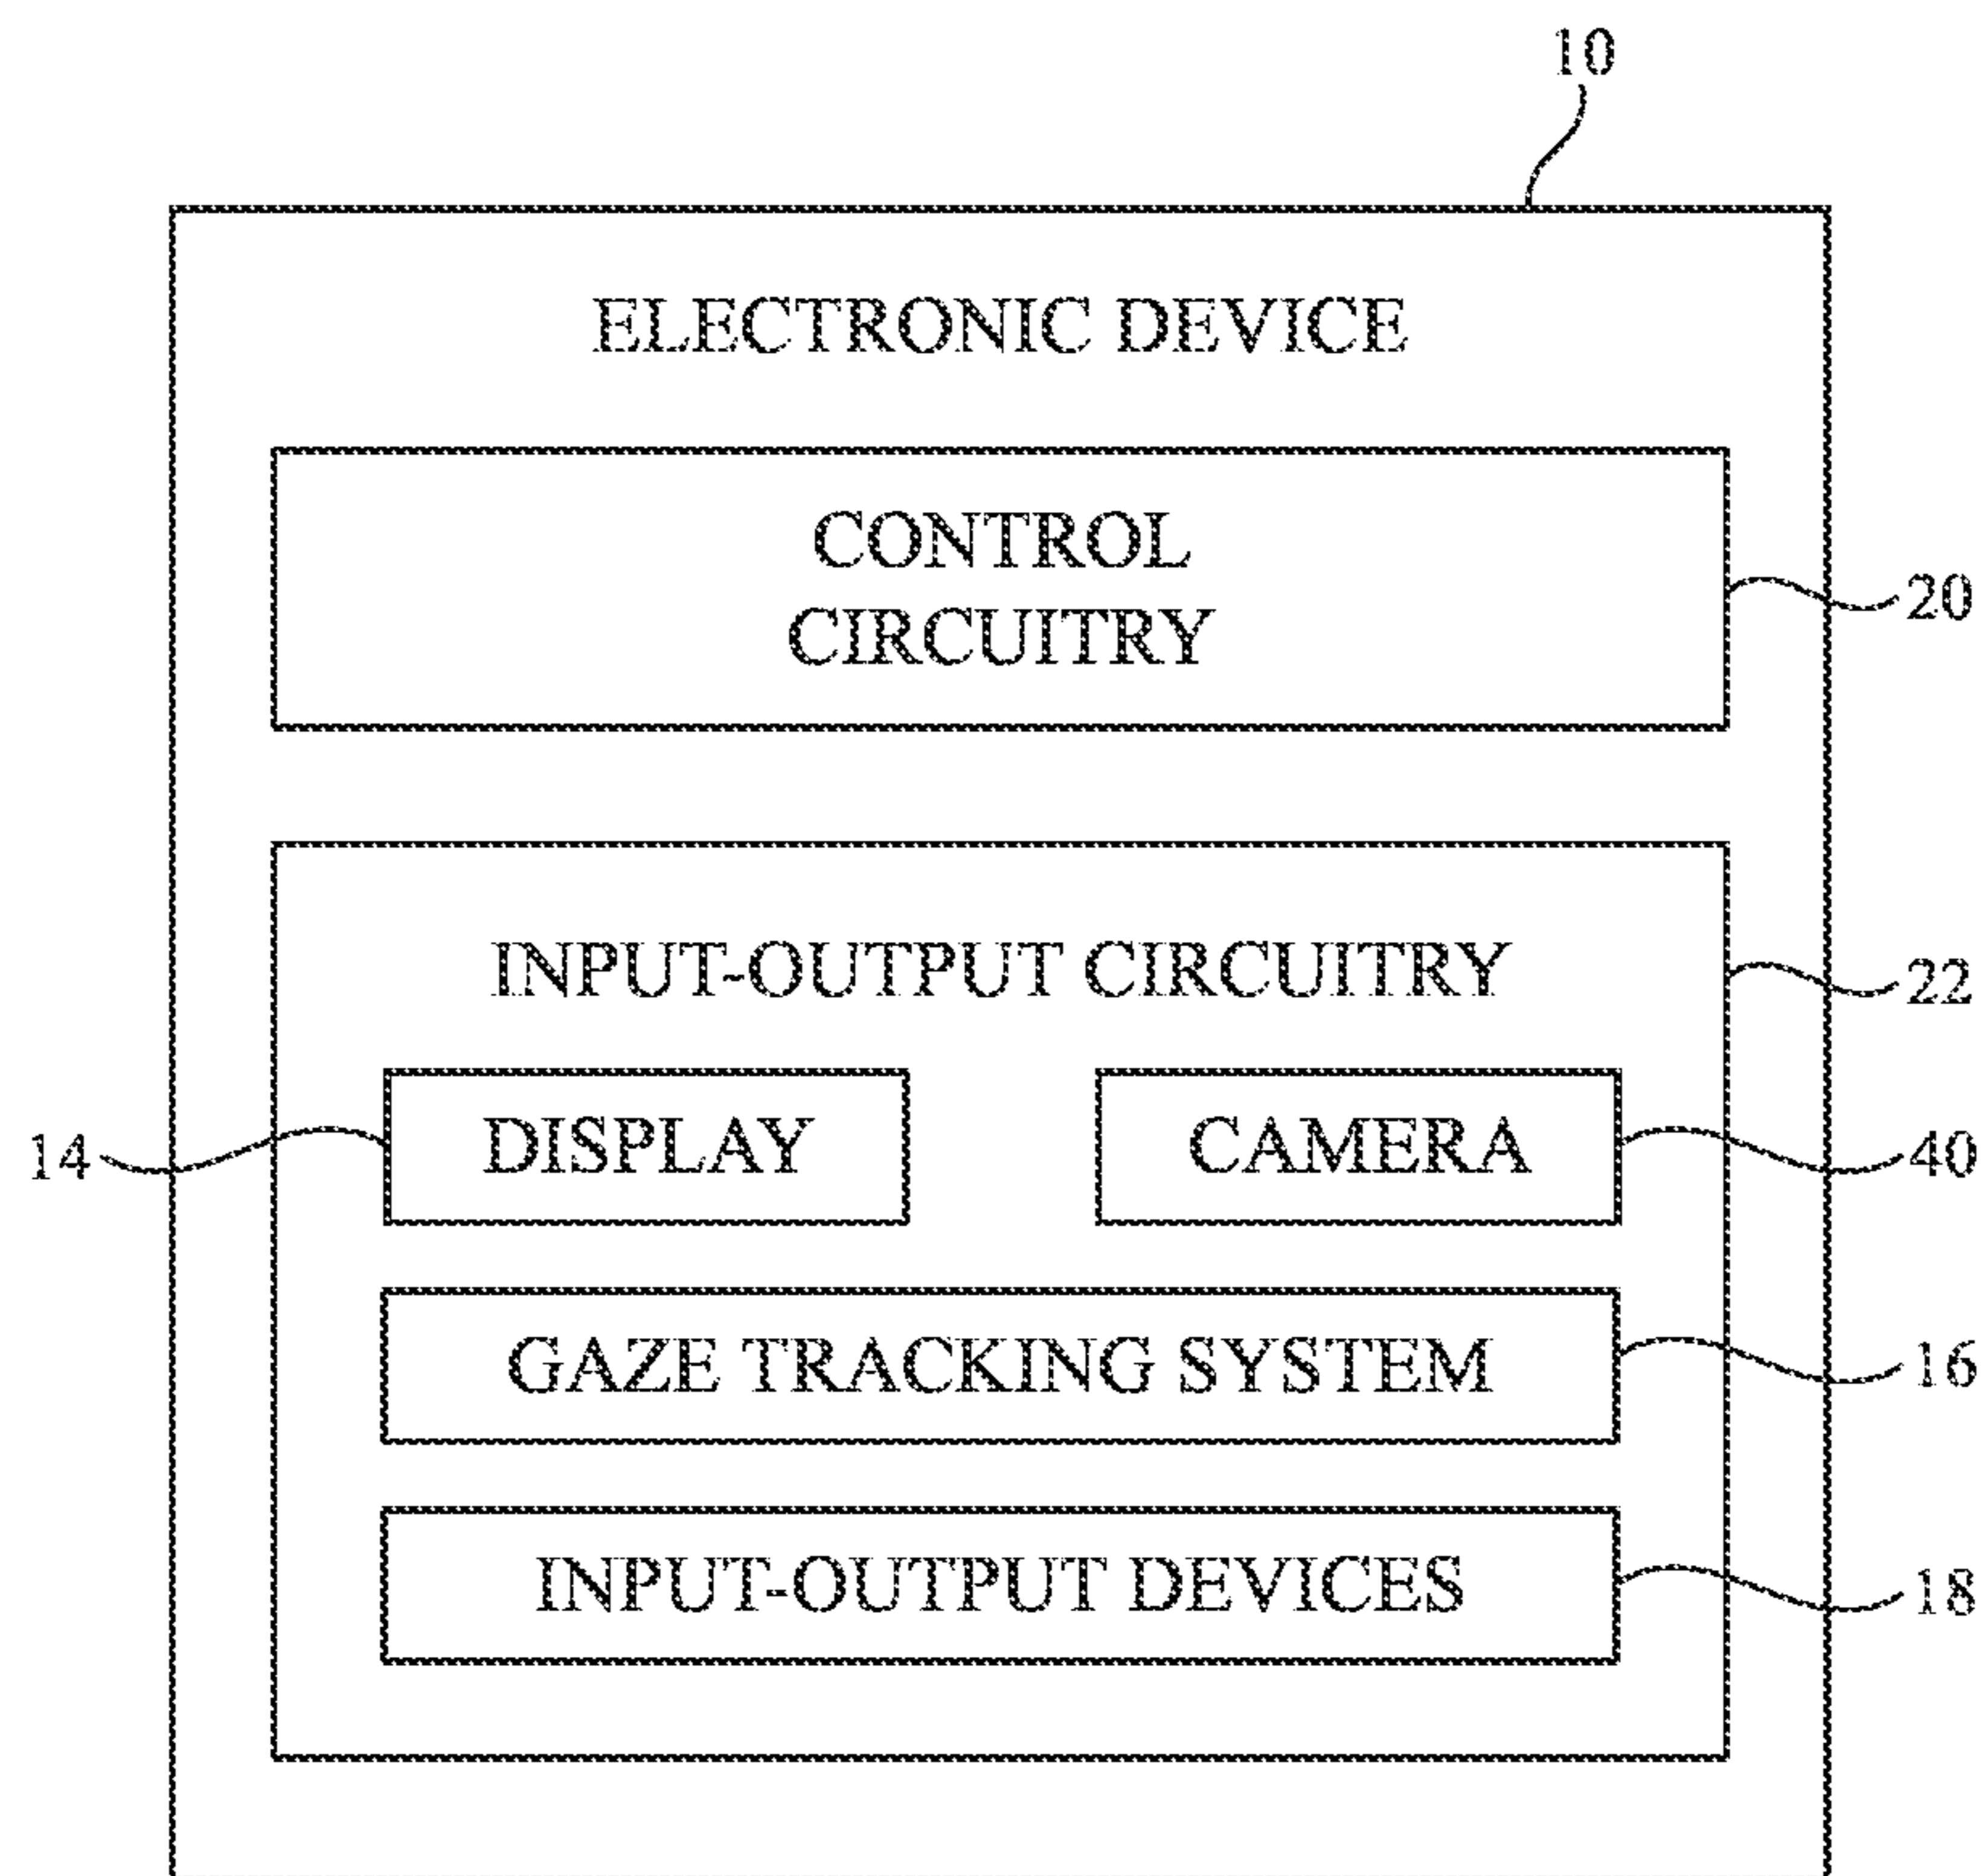 10
ELECTRONIC DEVICE
CONTROL
CIRCUITRY
20
INPUT-OUTPUT CIRCUITRY
22
14
DISPLAY
CAMERA
40
GAZE TRACKING SYSTEM
16
INPUT-OUTPUT DEVICES
18